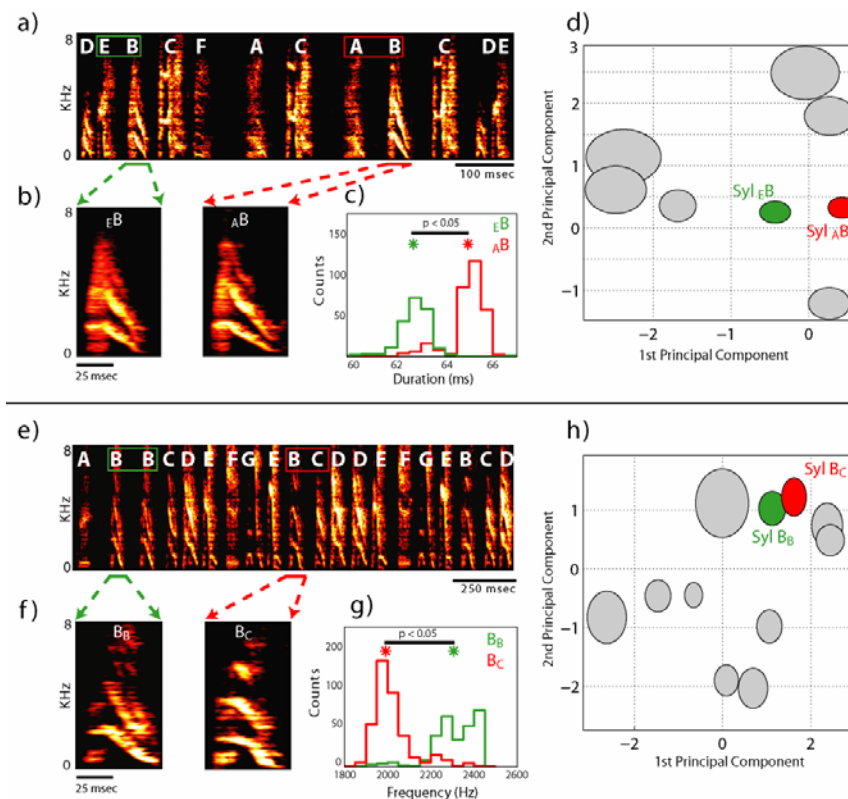 a)
8
D E B C F A C A B C D E
KHz
0
100 msec
b)
8
EB
AB
KHz
0
25 msec
c)
p < 0.05
EB
AB
150
100
50
0
Counts
60 62 64 66
Duration (ms)
d)
3
2
1
0
−1
2nd Principal Component
Syl EB
Syl AB
−2 −1 0
1st Principal Component
e)
8
A B B C D E F G E B C D D E F G E B C D
KHz
0
250 msec
f)
8
BB
BC
KHz
0
25 msec
g)
p < 0.05
BB
BC
200
150
100
50
0
Counts
1800 2000 2200 2400 2600
Frequency (Hz)
h)
Syl BC
Syl BB
1
0
−1
−2
2nd Principal Component
−2 0 2
1st Principal Component